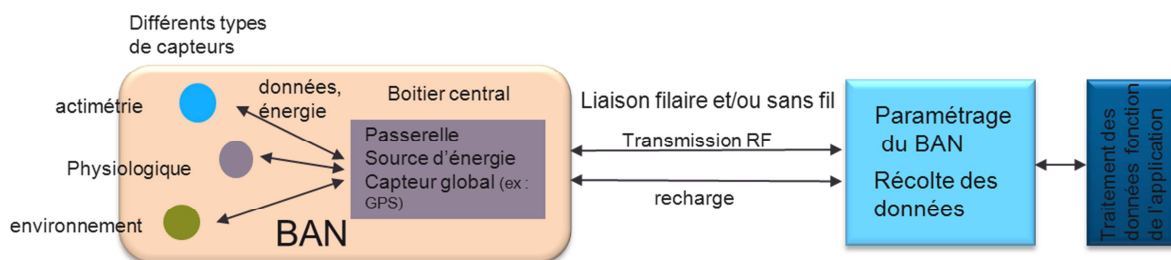 Différents types
de capteurs
actimétrie
Physiologique
environnement
données,
énergie
Boitier central
Passerelle
Source d’énergie
Capteur global (ex :
GPS)
BAN
Liaison filaire et/ou sans fil
Transmission RF
recharge
Paramétrage
du BAN
Récolte des
données
Traitement des
données fonction
de l’application